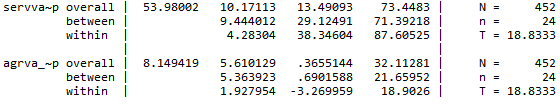 servva~p overall | 53.98002 10.17113 13.49093 73.4483 | N = 452
between | 9.444012 29.12491 71.39218 | n = 24
within | 4.28304 38.34604 87.60525 | T = 18.8333
| | |
agrva_~p overall | 8.149419 5.610129 .3655144 32.11281 | N = 452
between | 5.363923 .6901588 21.65952 | n = 24
within | 1.927954 -3.269959 18.9026 | T = 18.8333